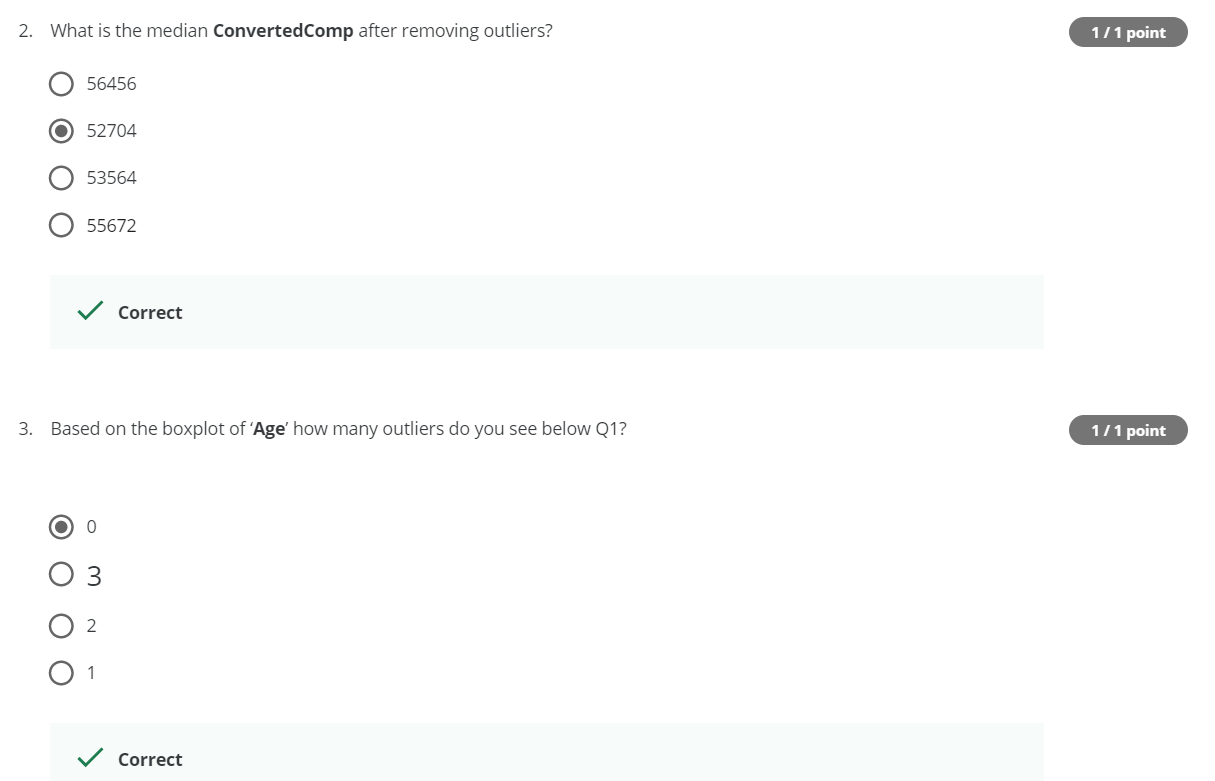 2. What is the median ConvertedComp after removing outliers?
1 / 1 point
56456
52704
53564
55672
Correct
3. Based on the boxplot of ‘Age’ how many outliers do you see below Q1?
1 / 1 point
0
3
2
1
Correct